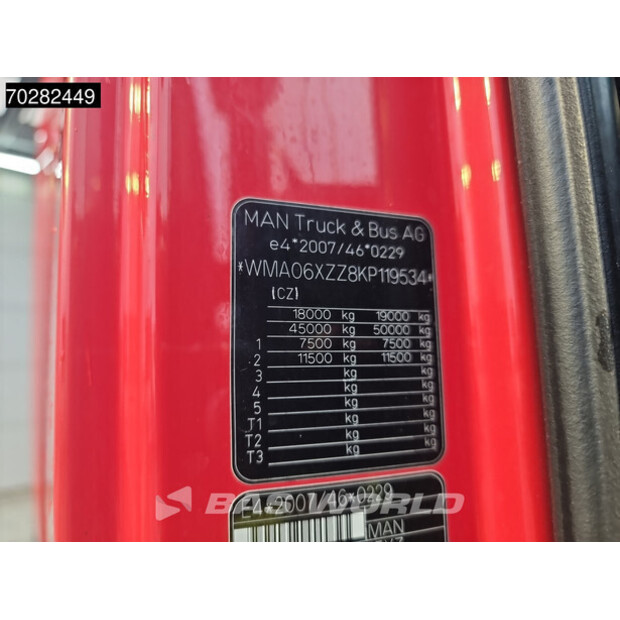 70282449
MAN Truck & Bus AG
e4*2007/46*0229
*WMA06XZZ8KP119534*
(CZ)
18000 kg 19000 kg
45000 kg 50000 kg
1 7500 kg 7500 kg
2 11500 kg 11500 kg
3 kg kg
4 kg kg
5 kg kg
T1 kg kg
T2 kg kg
T3 kg kg
BAS WORLD
E4*2007/46*0229
MAN